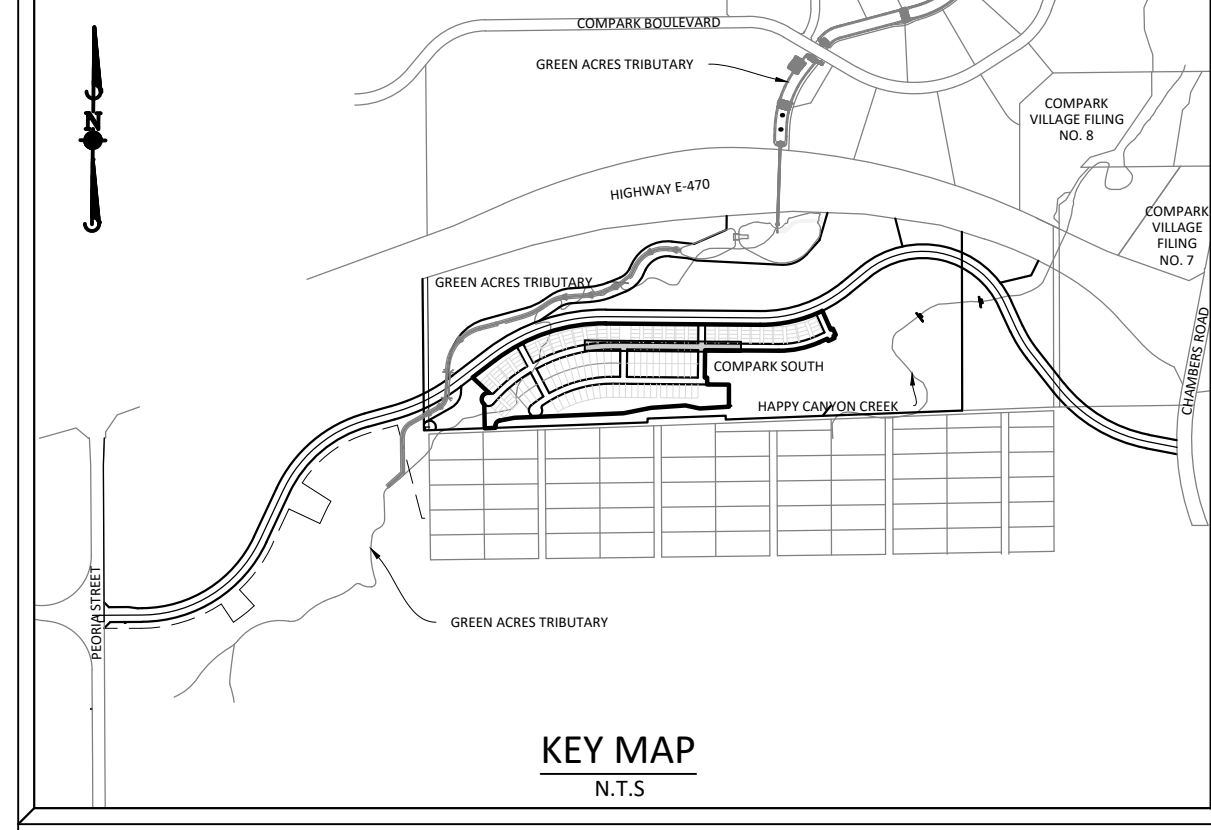 COMPARK BOULEVARD
GREEN ACRES TRIBUTARY
COMPARK
VILLAGE FILING
NO. 8
N
HIGHWAY E-470
COMPARK
VILLAGE
FILING
NO. 7
GREEN ACRES TRIBUTARY
CHAMBERS ROAD
COMPARK SOUTH
HAPPY CANYON CREEK
PEORIA STREET
GREEN ACRES TRIBUTARY
KEY MAP
N.T.S